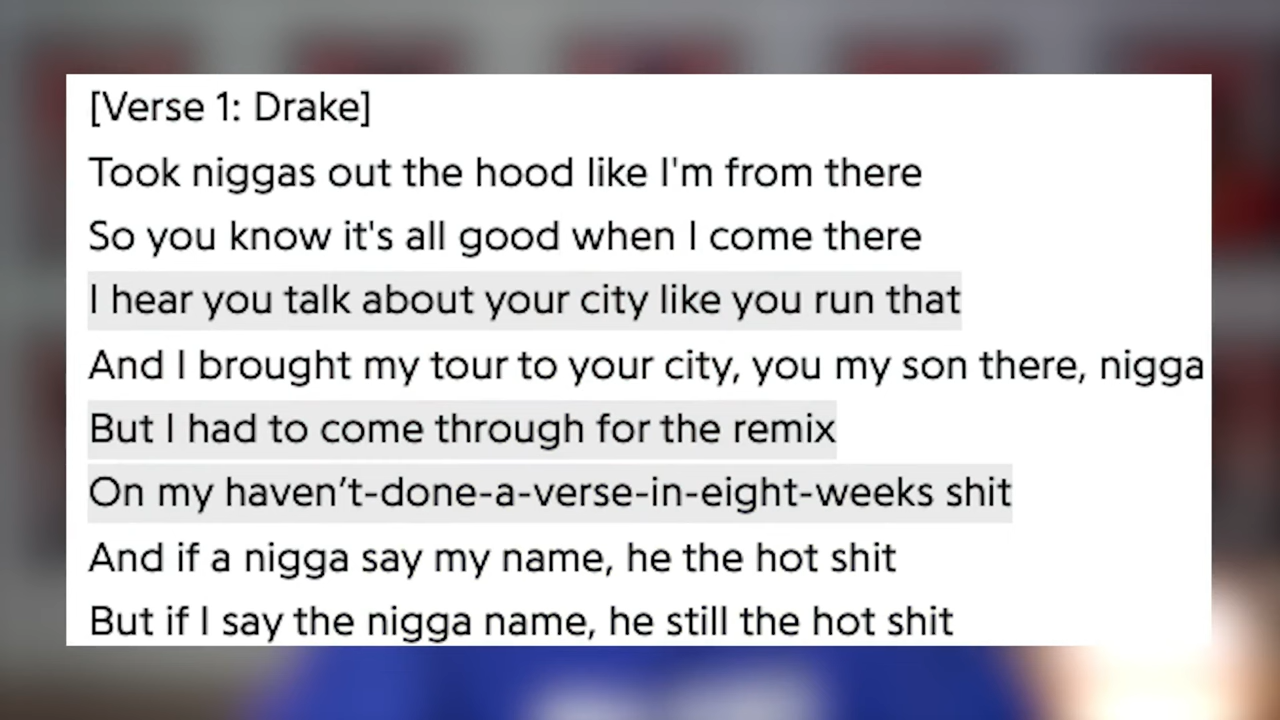 [Verse 1: Drake]
Took niggas out the hood like I'm from there
So you know it's all good when I come there
I hear you talk about your city like you run that
And I brought my tour to your city, you my son there, nigga
But I had to come through for the remix
On my haven’t-done-a-verse-in-eight-weeks shit
And if a nigga say my name, he the hot shit
But if I say the nigga name, he still the hot shit